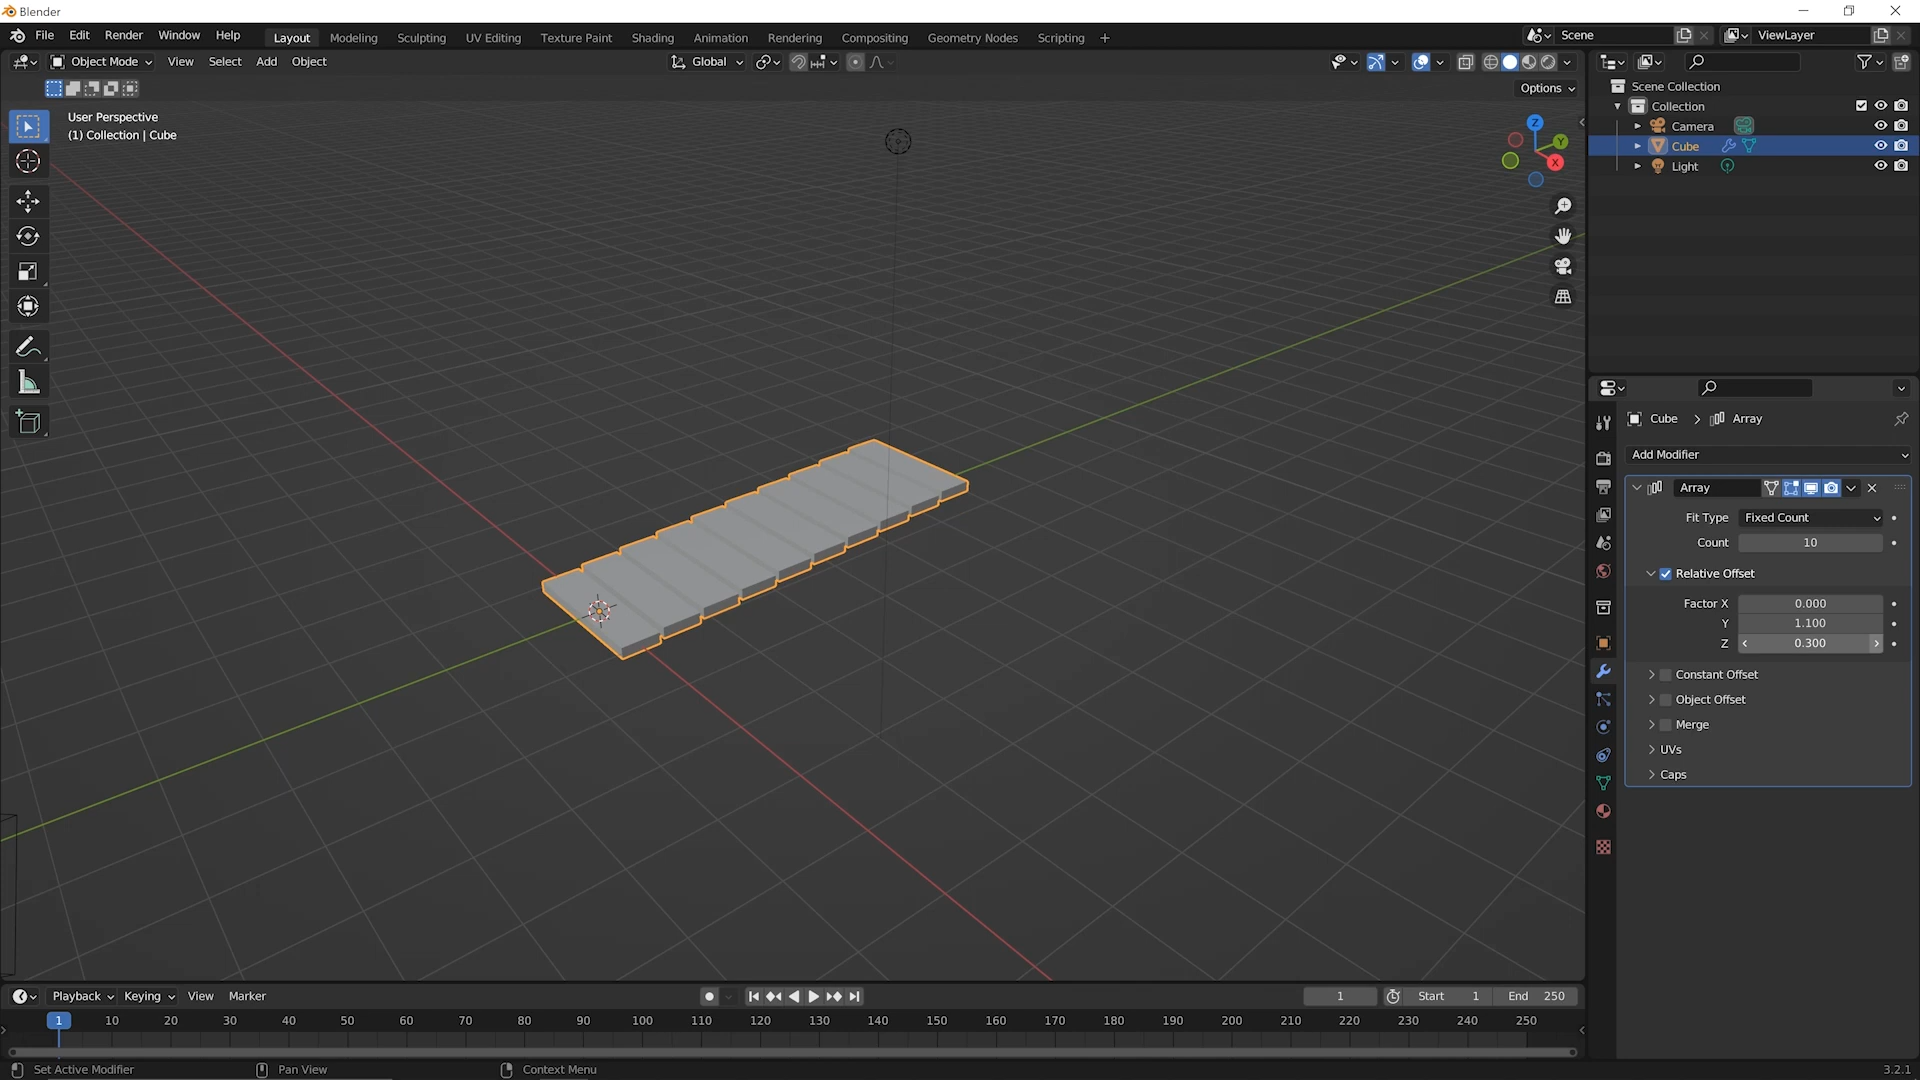 Blender
File Edit Render Window Help
Layout Modeling Sculpting UV Editing Texture Paint Shading Animation Rendering Compositing Geometry Nodes Scripting +
Scene
ViewLayer
Object Mode View Select Add Object
Global
Options
User Perspective
(1) Collection | Cube
Z
Y
X
Scene Collection
Collection
Camera
Cube
Light
Cube > Array
Add Modifier
Array
Fit Type Fixed Count
Count 10
Relative Offset
Factor X 0.000
Y 1.100
Z 0.300
Constant Offset
Object Offset
Merge
UVs
Caps
Playback Keying View Marker
1
Start 1
End 250
1 10 20 30 40 50 60 70 80 90 100 110 120 130 140 150 160 170 180 190 200 210 220 230 240 250
Set Active Modifier
Pan View
Context Menu
3.2.1